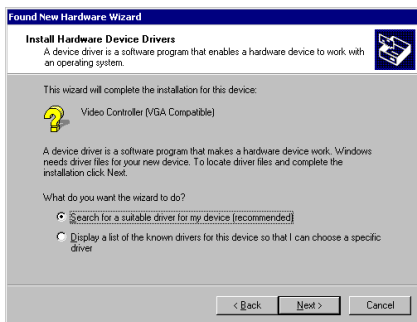 Found New Hardware Wizard
Install Hardware Device Drivers
A device driver is a software program that enables a hardware device to work with
an operating system.
This wizard will complete the installation for this device:
Video Controller (VGA Compatible)
A device driver is a software program that makes a hardware device work. Windows
needs driver files for your new device. To locate driver files and complete the
installation click Next.
What do you want the wizard to do?
Search for a suitable driver for my device (recommended)
Display a list of the known drivers for this device so that I can choose a specific
driver
< Back Next > Cancel